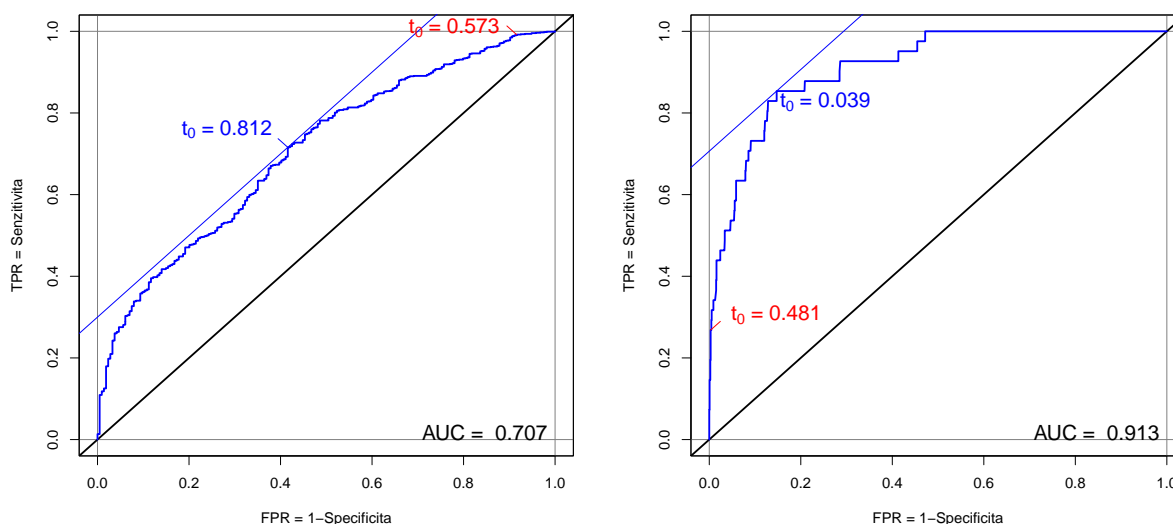 t0 = 0.573
t0 = 0.812
AUC = 0.707
0.0 0.2 0.4 0.6 0.8 1.0
0.0 0.2 0.4 0.6 0.8 1.0
FPR = 1−Specificita
TPR = Senzitivita
t0 = 0.039
t0 = 0.481
AUC = 0.913
0.0 0.2 0.4 0.6 0.8 1.0
0.0 0.2 0.4 0.6 0.8 1.0
FPR = 1−Specificita
TPR = Senzitivita